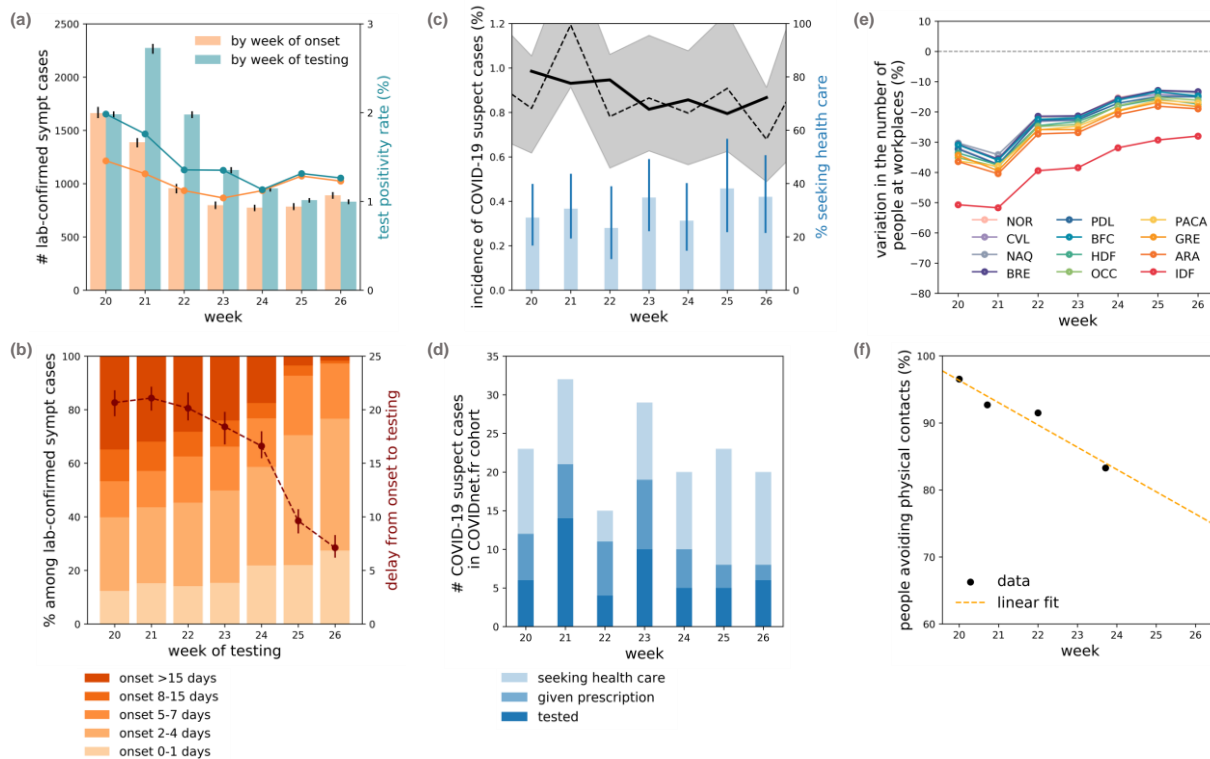 (a)
2500
2000
1500
1000
500
0
# lab-confirmed sympt cases
by week of onset
by week of testing
3
2
1
0
test positivity rate (%)
20 21 22 23 24 25 26
week
(b)
100
80
60
40
20
0
% among lab-confirmed sympt cases
25
20
15
10
5
0
delay from onset to testing
20 21 22 23 24 25 26
week of testing
onset >15 days
onset 8-15 days
onset 5-7 days
onset 2-4 days
onset 0-1 days
(c)
1.2
1.0
0.8
0.6
0.4
0.2
0.0
incidence of COVID-19 suspect cases (%)
100
80
60
40
20
0
% seeking health care
20 21 22 23 24 25 26
week
(d)
35
30
25
20
15
10
5
0
# COVID-19 suspect cases
in COVIDnet.fr cohort
20 21 22 23 24 25 26
week
seeking health care
given prescription
tested
(e)
10
0
−10
−20
−30
−40
−50
−60
−70
−80
variation in the number of
people at workplaces (%)
NOR PDL PACA
CVL BFC GRE
NAQ HDF ARA
BRE OCC IDF
20 21 22 23 24 25 26
week
(f)
100
90
80
70
60
people avoiding physical contacts (%)
data
linear fit
20 21 22 23 24 25 26
week